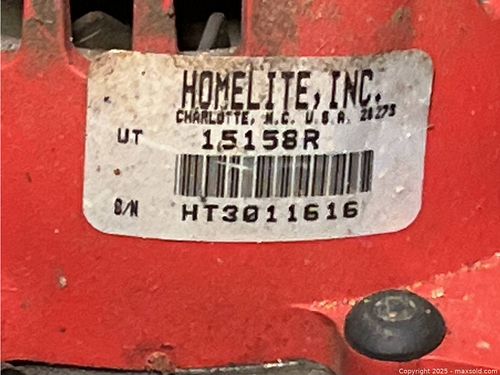 HOMELITE, INC.
CHARLOTTE, N.C. U.S.A. 28273
UT 15158R
S/N HT3011616
Copyright © 2025 - maxsold.com